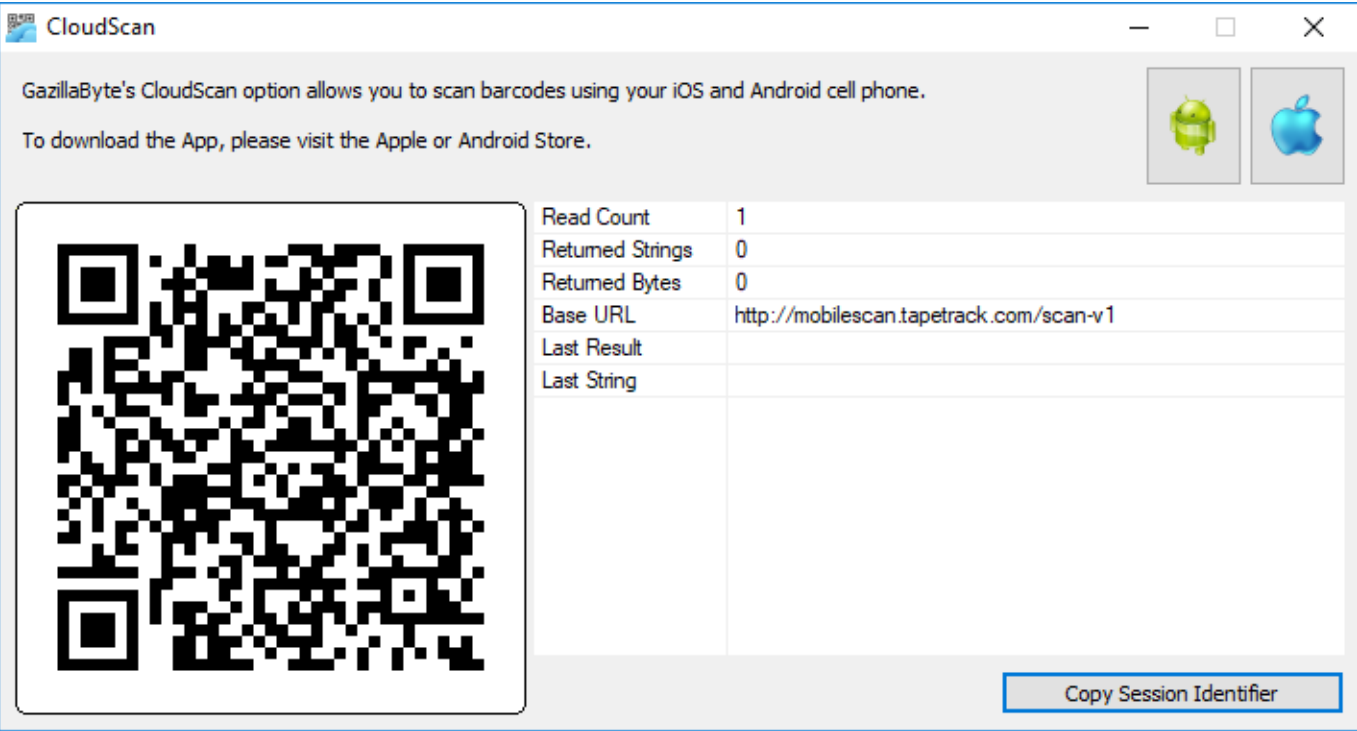 CloudScan
GazillaByte's CloudScan option allows you to scan barcodes using your iOS and Android cell phone.
To download the App, please visit the Apple or Android Store.
Read Count 1
Returned Strings 0
Returned Bytes 0
Base URL http://mobilescan.tapetrack.com/scan-v1
Last Result
Last String
Copy Session Identifier